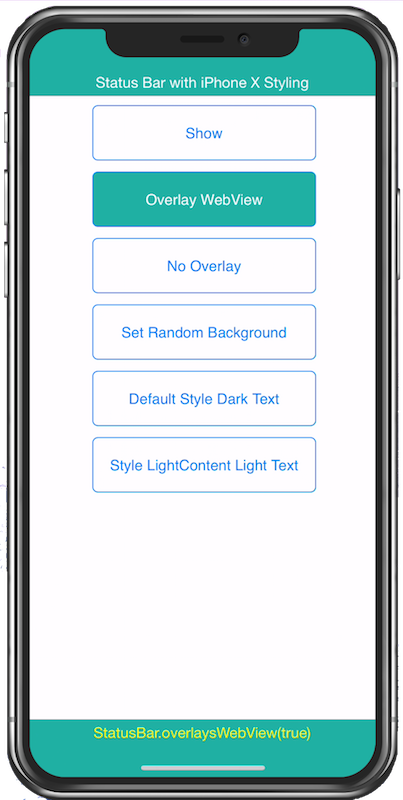 Status Bar with iPhone X Styling
Show
Overlay WebView
No Overlay
Set Random Background
Default Style Dark Text
Style LightContent Light Text
StatusBar.overlaysWebView(true)